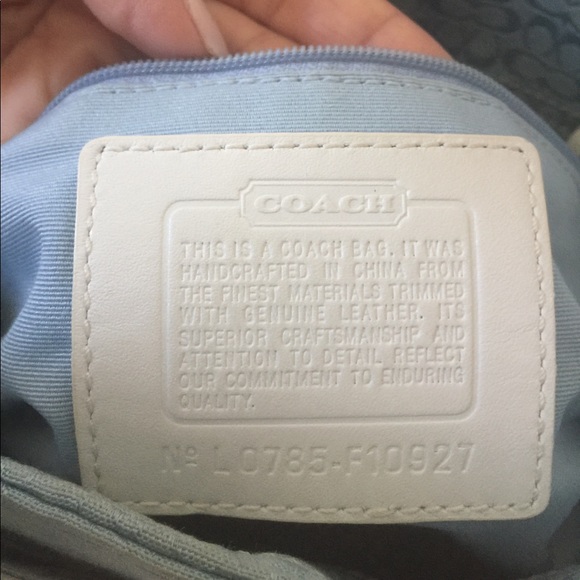 COACH
THIS IS A COACH BAG. IT WAS
HANDCRAFTED IN CHINA FROM
THE FINEST MATERIALS TRIMMED
WITH GENUINE LEATHER. ITS
SUPERIOR CRAFTSMANSHIP AND
ATTENTION TO DETAIL REFLECT
OUR COMMITMENT TO ENDURING
QUALITY.
Nº L0785-F10927